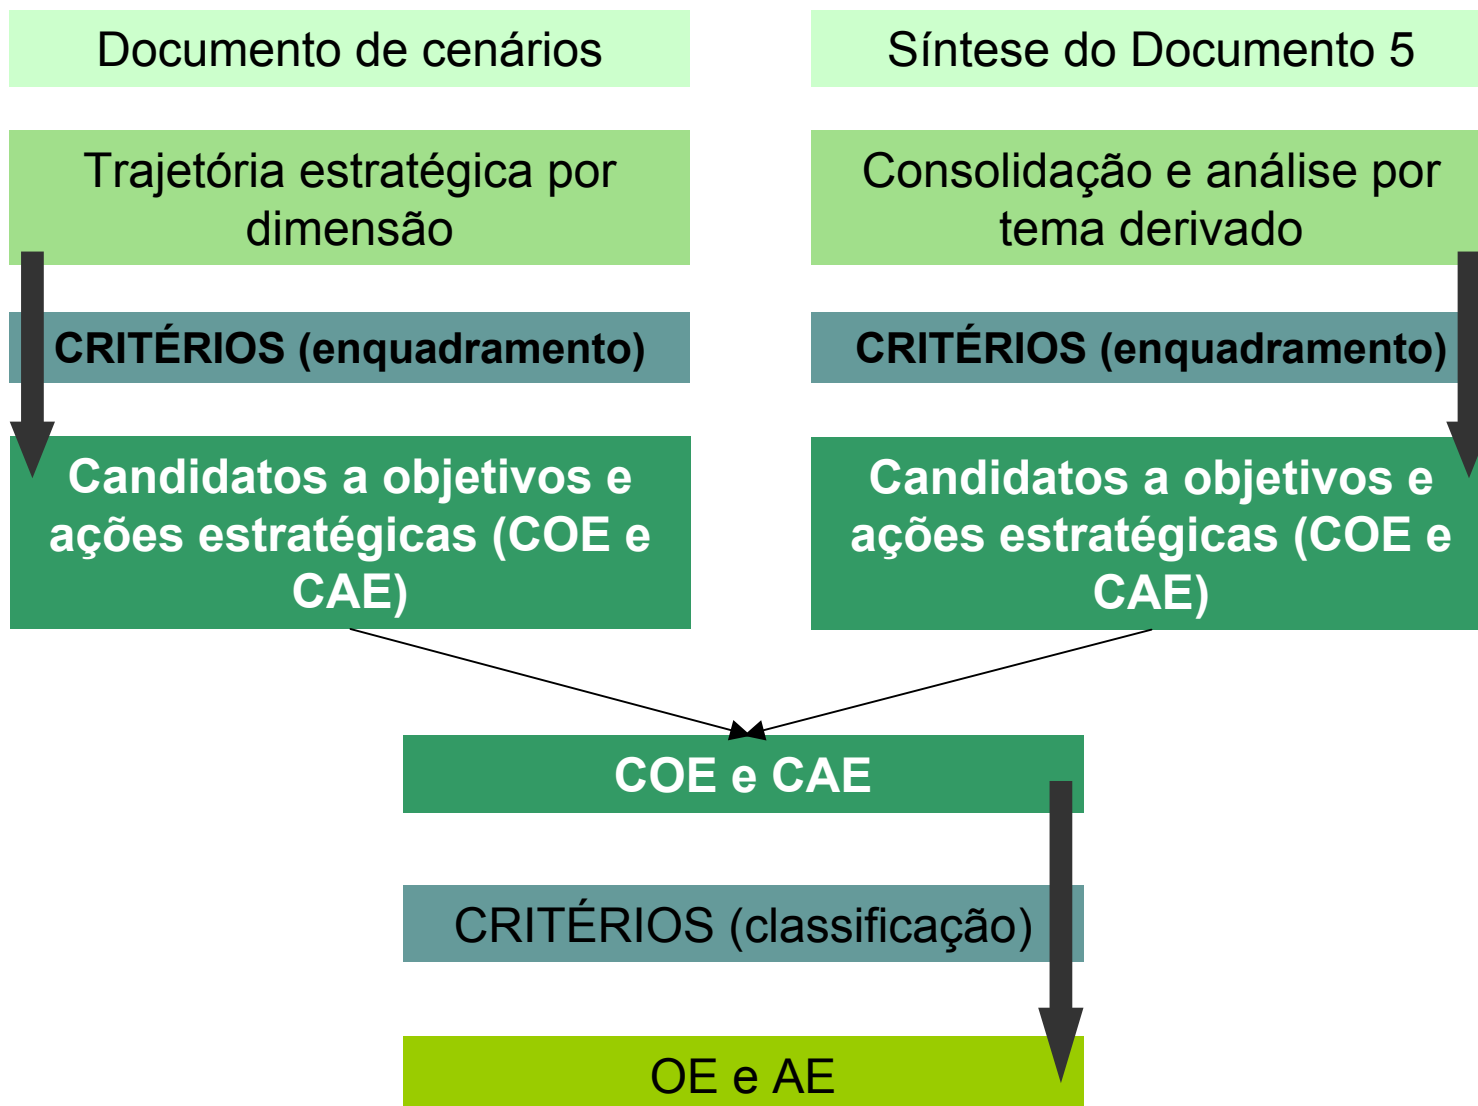 Documento de cenários
Síntese do Documento 5
Trajetória estratégica por
dimensão
Consolidação e análise por
tema derivado
CRITÉRIOS (enquadramento)
CRITÉRIOS (enquadramento)
Candidatos a objetivos e
ações estratégicas (COE e
CAE)
Candidatos a objetivos e
ações estratégicas (COE e
CAE)
COE e CAE
CRITÉRIOS (classificação)
OE e AE